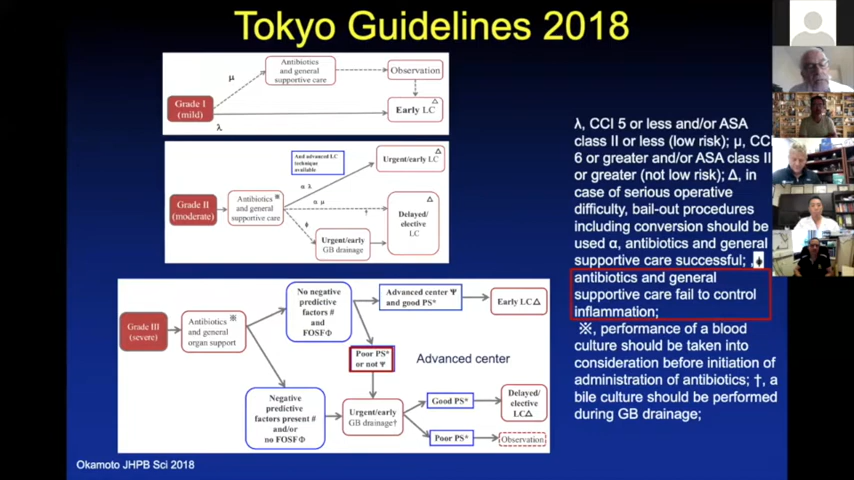 Tokyo Guidelines 2018
μ
Antibiotics
and general
supportive care
Observation
Grade I
(mild)
Early LC △
λ
And advanced LC
technique
available
Urgent/early LC △
α λ
Grade II
(moderate)
Antibiotics ※
and general
supportive care
α μ
†
△
Delayed/
elective
LC
ϕ
Urgent/early
GB drainage
Grade III
(severe)
Antibiotics ※
and general
organ support
No negative
predictive
factors #
and
FOSFΦ
Advanced center Ψ
and good PS*
Early LC△
Poor PS*
or not Ψ
Advanced center
Negative
predictive
factors present #
and/or
no FOSFΦ
Urgent/early
GB drainage†
Good PS*
Delayed/
elective
LC△
Poor PS*
Observation
λ, CCI 5 or less and/or ASA
class II or less (low risk); μ, CCI
6 or greater and/or ASA class II
or greater (not low risk); Δ, in
case of serious operative
difficulty, bail-out procedures
including conversion should be
used α, antibiotics and general
supportive care successful; ϕ
antibiotics and general
supportive care fail to control
inflammation;
※, performance of a blood
culture should be taken into
consideration before initiation of
administration of antibiotics; †, a
bile culture should be performed
during GB drainage;
Okamoto JHPB Sci 2018